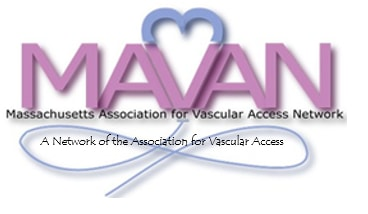 MAVAN
Massachusetts Association for Vascular Access Network
A Network of the Association for Vascular Access